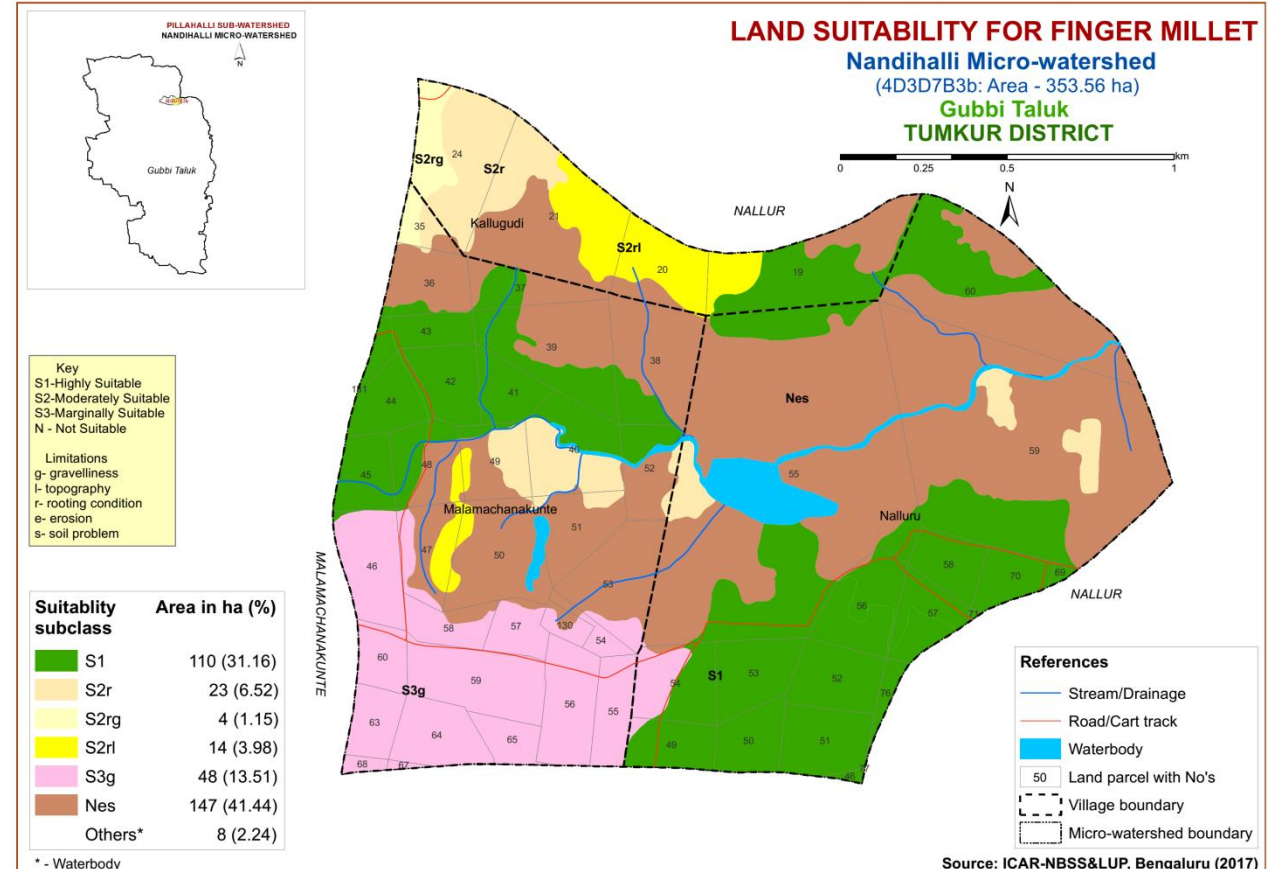 PILLAHALLI SUB-WATERSHED
NANDIHALLI MICRO-WATERSHED
N
Gubbi Taluk
LAND SUITABILITY FOR FINGER MILLET
Nandihalli Micro-watershed
(4D3D7B3b: Area - 353.56 ha)
Gubbi Taluk
TUMKUR DISTRICT
km
0 0.25 0.5 1
N
NALLUR
S2rg 24 S2r
35 Kallugudi 21
S2rl
20 19
60
36 37
43 39 38
42 41
44
Nes
45 48 49 40 52 55 59
Malamachanakunte
51 Nalluru
46 47 50
53
58 57 130 54
58 70 69
56 57 71
NALLUR
MALAMACHANAKUNTE
60 59
S3g 56 55 54
S1 53 52 76
63 64 65
49 50 51
68 67 46
Key
S1-Highly Suitable
S2-Moderately Suitable
S3-Marginally Suitable
N - Not Suitable
Limitations
g- gravelliness
l- topography
r- rooting condition
e- erosion
s- soil problem
Suitablity subclass Area in ha (%)
S1 110 (31.16)
S2r 23 (6.52)
S2rg 4 (1.15)
S2rl 14 (3.98)
S3g 48 (13.51)
Nes 147 (41.44)
Others* 8 (2.24)
* - Waterbody
References
Stream/Drainage
Road/Cart track
Waterbody
50 Land parcel with No's
Village boundary
Micro-watershed boundary
Source: ICAR-NBSS&LUP, Bengaluru (2017)